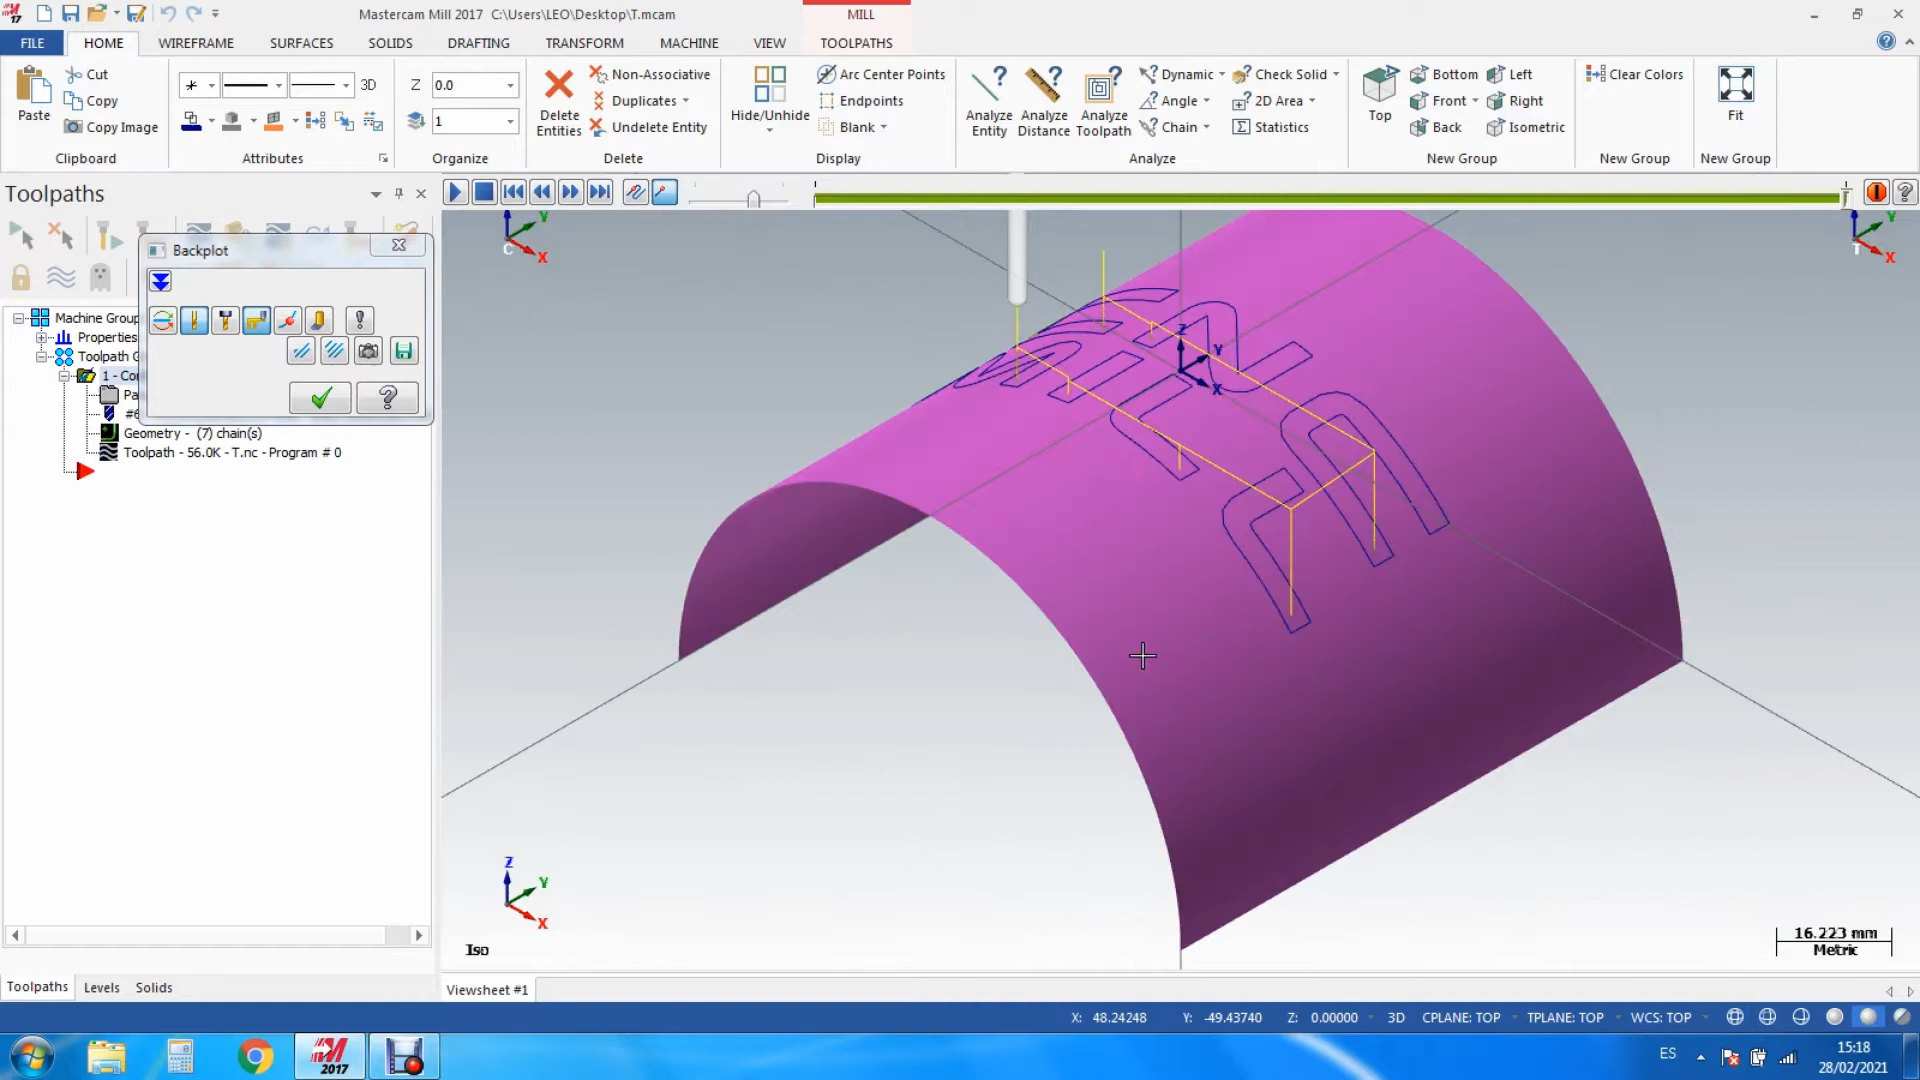 17
Mastercam Mill 2017 C:\Users\LEO\Desktop\T.mcam
MILL
FILE
HOME
WIREFRAME
SURFACES
SOLIDS
DRAFTING
TRANSFORM
MACHINE
VIEW
TOOLPATHS
Paste
Cut
Copy
Copy Image
Clipboard
3D
Attributes
Z 0.0
1
Organize
Delete Entities
Non-Associative
Duplicates
Undelete Entity
Delete
Hide/Unhide
Arc Center Points
Endpoints
Blank
Display
Analyze Entity
Analyze Distance
Analyze Toolpath
Dynamic
Angle
Chain
Check Solid
2D Area
Statistics
Analyze
Top
Bottom
Front
Back
Left
Right
Isometric
New Group
Clear Colors
New Group
Fit
New Group
Toolpaths
Backplot
Machine Group
Properties
Toolpath G
1 - Co
Pa
#6
Geometry - (7) chain(s)
Toolpath - 56.0K - T.nc - Program # 0
Y
C
X
Y
T
X
Z
Y
X
Z
Y
X
Iso
16.223 mm
Metric
Toolpaths
Levels
Solids
Viewsheet #1
X: 48.24248 Y: -49.43740 Z: 0.00000 3D CPLANE: TOP TPLANE: TOP WCS: TOP
2017
ES
15:18
28/02/2021